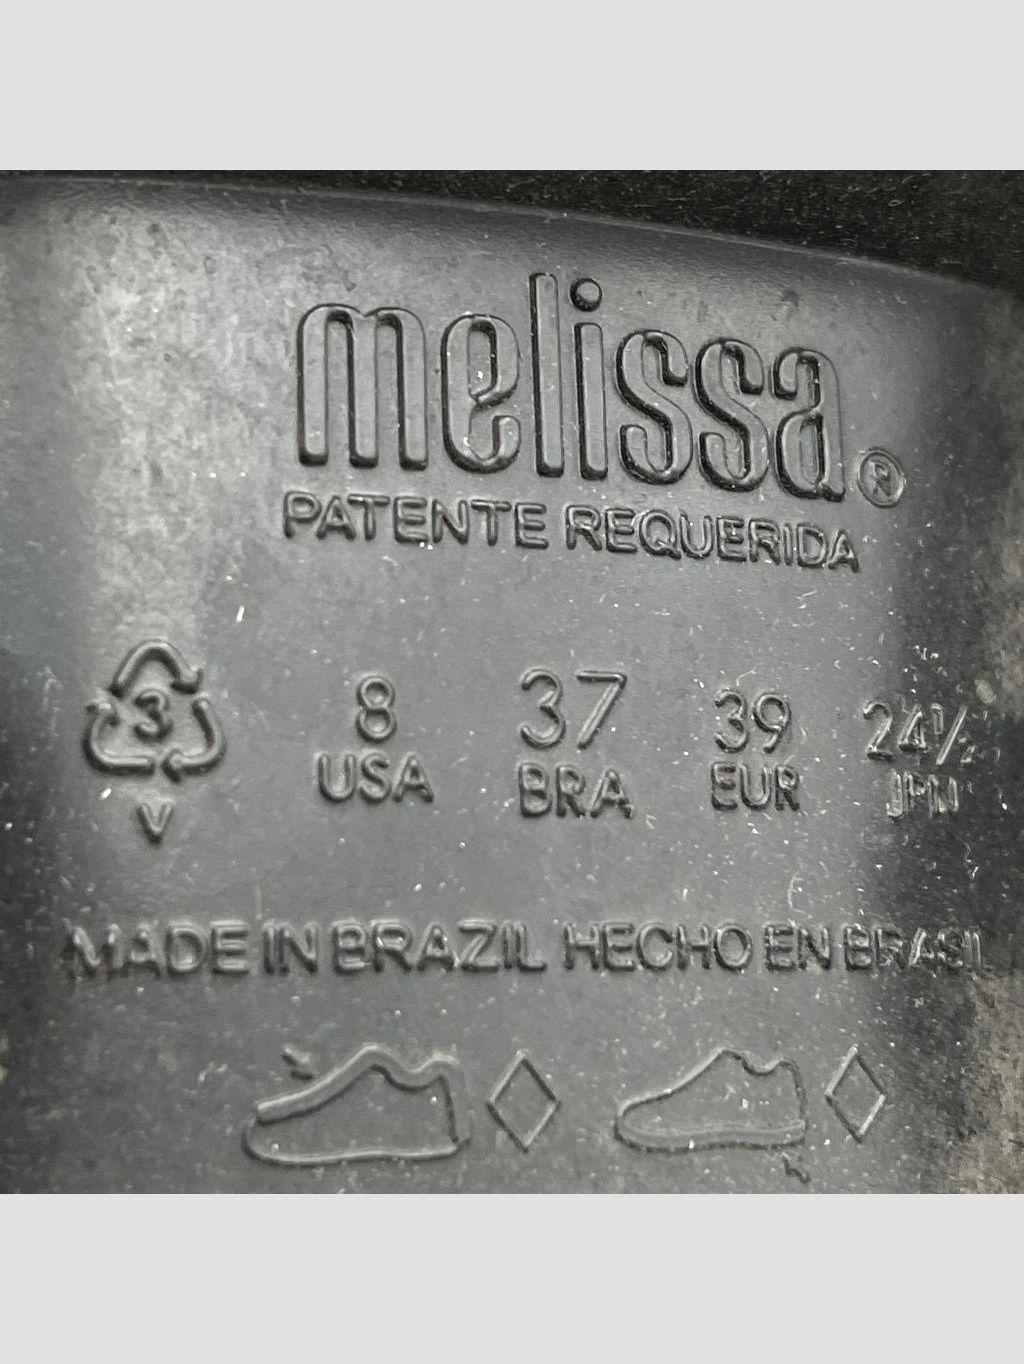 melissa®
PATENTE REQUERIDA
3 8 37 39 24½
V USA BRA EUR JPN
MADE IN BRAZIL HECHO EN BRASIL